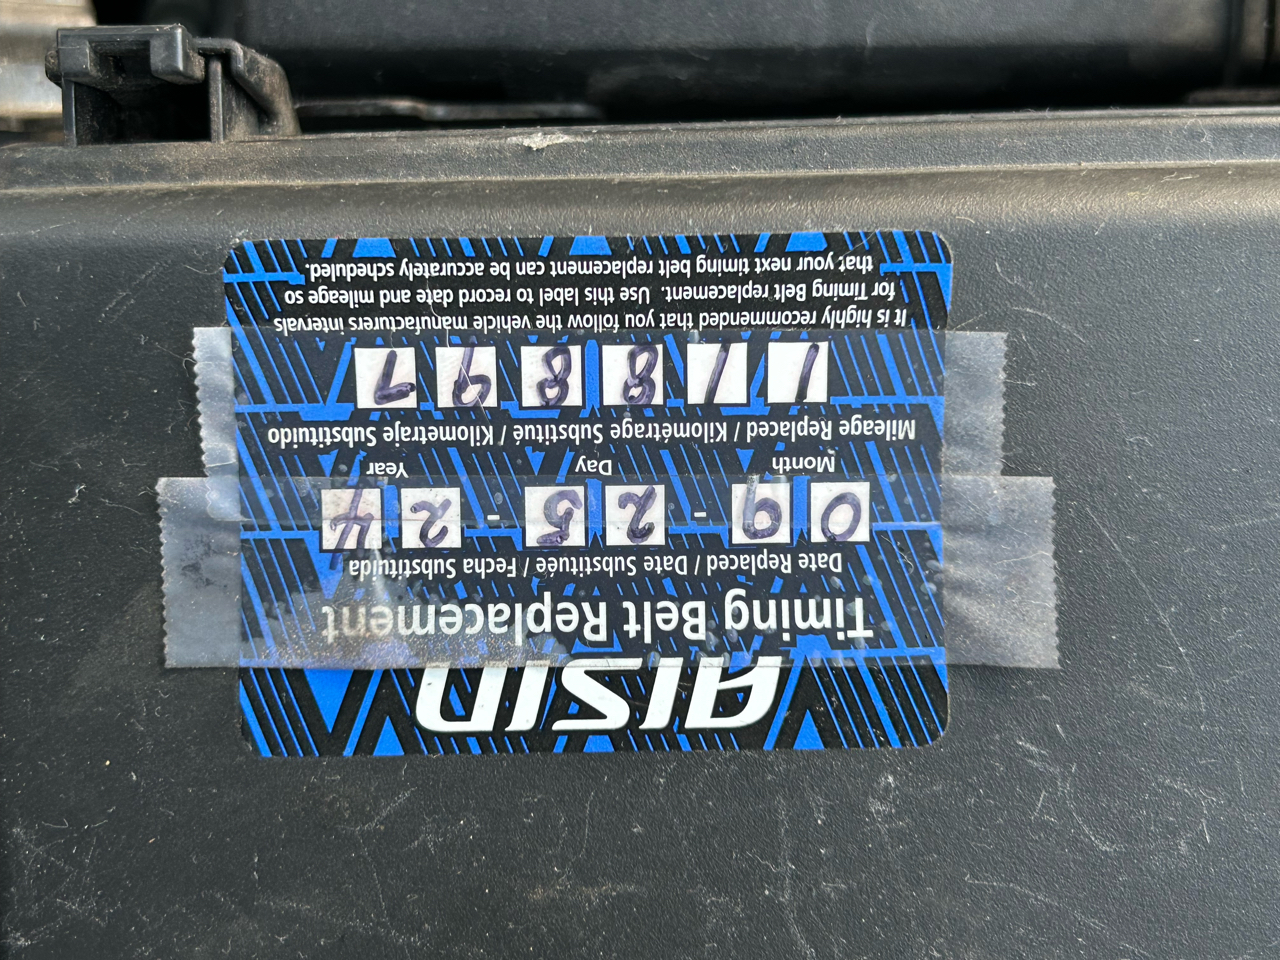 AISIN
Timing Belt Replacement
Date Replaced / Date Substituée / Fecha Substituida
09 - 25 - 24
Month Day Year
Mileage Replaced / Kilométrage Substitué / Kilometraje Substituido
118897
It is highly recommended that you follow the vehicle manufacturers intervals
for Timing Belt replacement. Use this label to record date and mileage so
that your next timing belt replacement can be accurately scheduled.